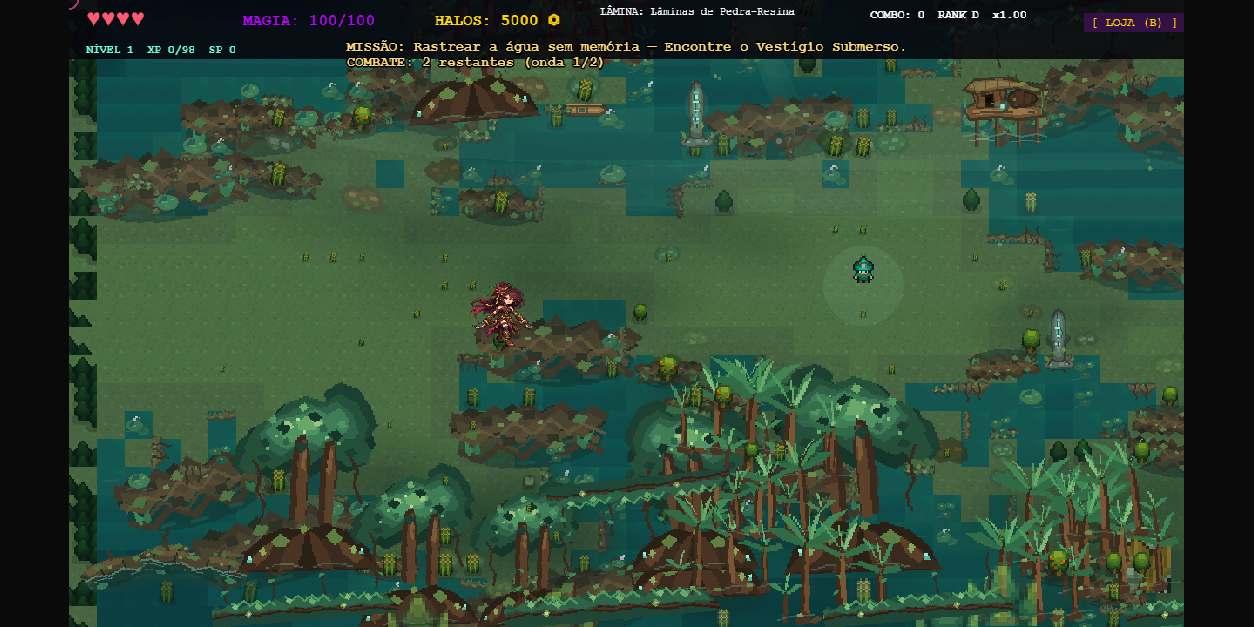 MAGIA: 100/100
HALOS: 5000
LÂMINA: Lâminas de Pedra-Resina
COMBO: 0 RANK D x1.00
[ LOJA (B) ]
NÍVEL 1 XP 0/98 SP 0
MISSÃO: Rastrear a água sem memória — Encontre o Vestígio Submerso.
COMBATE: 2 restantes (onda 1/2)